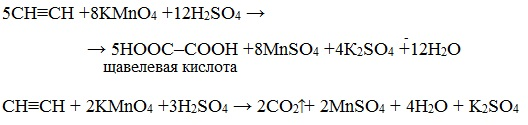 5CH≡CH +8KMnO4 +12H2SO4 →
→ 5HOOC–COOH +8MnSO4 +4K2SO4 +12H2O
щавелевая кислота
CH≡CH + 2KMnO4 +3H2SO4 → 2CO2↑+ 2MnSO4 + 4H2O + K2SO4